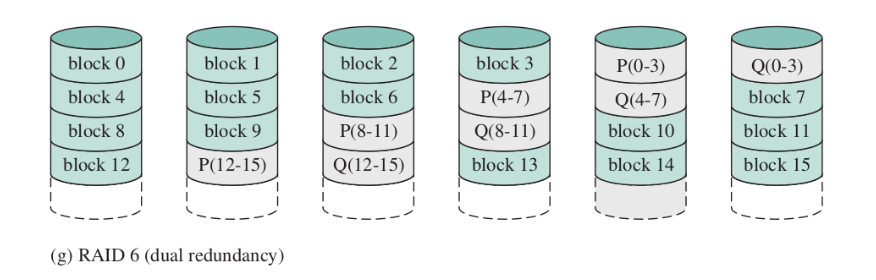 block 0 block 1 block 2 block 3 P(0-3) Q(0-3)
block 4 block 5 block 6 P(4-7) Q(4-7) block 7
block 8 block 9 P(8-11) Q(8-11) block 10 block 11
block 12 P(12-15) Q(12-15) block 13 block 14 block 15
(g) RAID 6 (dual redundancy)